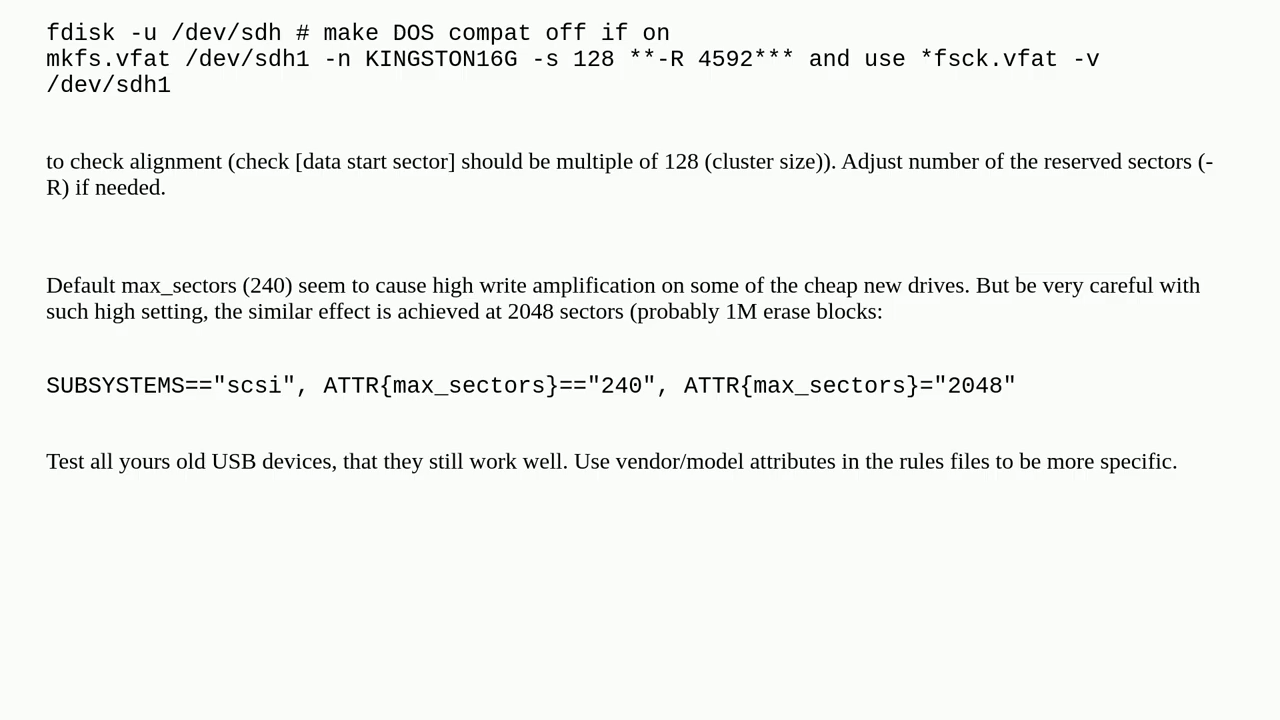 fdisk -u /dev/sdh # make DOS compat off if on
mkfs.vfat /dev/sdh1 -n KINGSTON16G -s 128 **-R 4592*** and use *fsck.vfat -v
/dev/sdh1
to check alignment (check [data start sector] should be multiple of 128 (cluster size)). Adjust number of the reserved sectors (-
R) if needed.
Default max_sectors (240) seem to cause high write amplification on some of the cheap new drives. But be very careful with
such high setting, the similar effect is achieved at 2048 sectors (probably 1M erase blocks:
SUBSYSTEMS=="scsi", ATTR{max_sectors}=="240", ATTR{max_sectors}="2048"
Test all yours old USB devices, that they still work well. Use vendor/model attributes in the rules files to be more specific.